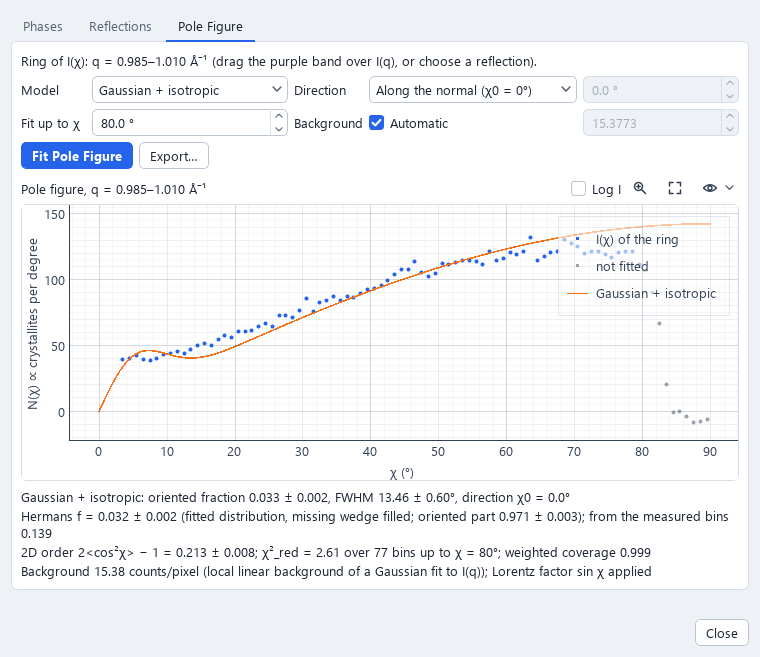 Phases Reflections Pole Figure
Ring of I(χ): q = 0.985–1.010 Å⁻¹ (drag the purple band over I(q), or choose a reflection).
Model Gaussian + isotropic Direction Along the normal (χ0 = 0°) 0.0 °
Fit up to χ 80.0 ° Background Automatic 15.3773
Fit Pole Figure Export...
Pole figure, q = 0.985–1.010 Å⁻¹ Log I
N(χ) ∝ crystallites per degree
150
100
50
0
I(χ) of the ring
not fitted
Gaussian + isotropic
0 10 20 30 40 50 60 70 80 90
χ (°)
Gaussian + isotropic: oriented fraction 0.033 ± 0.002, FWHM 13.46 ± 0.60°, direction χ0 = 0.0°
Hermans f = 0.032 ± 0.002 (fitted distribution, missing wedge filled; oriented part 0.971 ± 0.003); from the measured bins
0.139
2D order 2<cos²χ> − 1 = 0.213 ± 0.008; χ²_red = 2.61 over 77 bins up to χ = 80°; weighted coverage 0.999
Background 15.38 counts/pixel (local linear background of a Gaussian fit to I(q)); Lorentz factor sin χ applied
Close